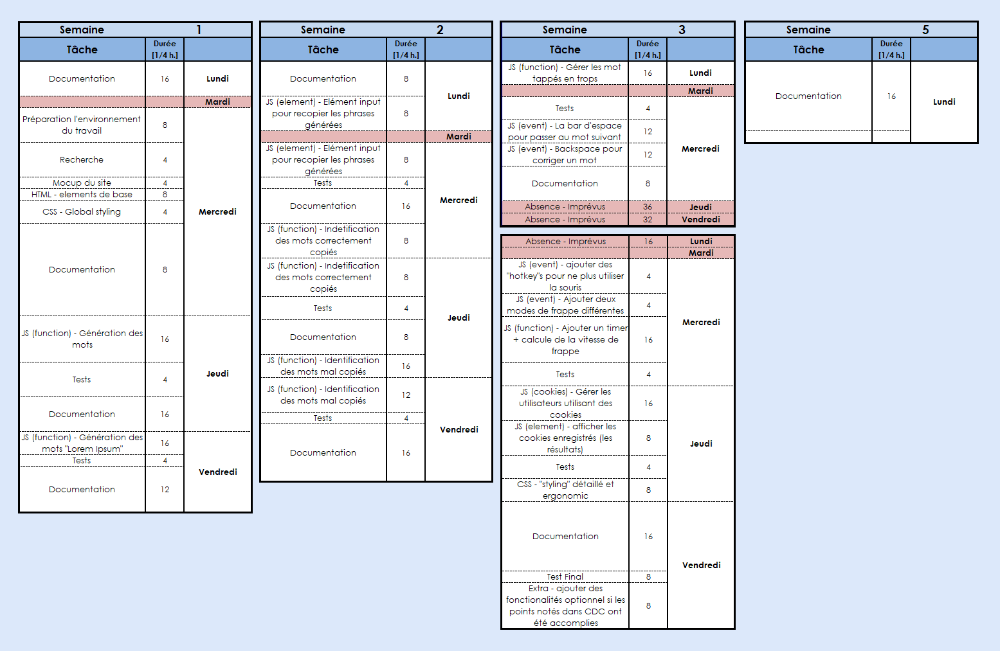 Semaine 1
Tâche
Durée
[1/4 h.]
Documentation 16 Lundi
Mardi
Préparation l'environnement
du travail
8
Recherche 4
Mocup du site 4
HTML - elements de base 8
CSS - Global styling 4
Mercredi
Documentation 8
JS (function) - Génération des
mots
16
Tests 4
Jeudi
Documentation 16
JS (function) - Génération des
mots "Lorem Ipsum"
16
Tests 4
Vendredi
Documentation 12
Semaine 2
Tâche
Durée
[1/4 h.]
Documentation 8
Lundi
JS (element) - Elément input
pour recopier les phrases
générées
8
Mardi
JS (element) - Elément input
pour recopier les phrases
générées
8
Tests 4
Mercredi
Documentation 16
JS (function) - Indetification
des mots correctement
copiés
8
JS (function) - Indetification
des mots correctement
copiés
8
Tests 4
Jeudi
Documentation 8
JS (function) - Identification
des mots mal copiés
16
JS (function) - Identification
des mots mal copiés
12
Tests 4
Vendredi
Documentation 16
Semaine 3
Tâche
Durée
[1/4 h.]
JS (function) - Gérer les mot
tappés en trops
16
Lundi
Mardi
Tests 4
JS (event) - La bar d'espace
pour passer au mot suivant
12
Mercredi
JS (event) - Backspace pour
corriger un mot
12
Documentation 8
Absence - Imprévus 36 Jeudi
Absence - Imprévus 32 Vendredi
Absence - Imprévus 16 Lundi
Mardi
JS (event) - ajouter des
"hotkey"s pour ne plus utiliser
la souris
4
JS (event) - Ajouter deux
modes de frappe différentes
4
Mercredi
JS (function) - Ajouter un timer
+ calcule de la vitesse de
frappe
16
Tests 4
JS (cookies) - Gérer les
utilisateurs utilisant des
cookies
16
JS (element) - afficher les
cookies enregistrés (les
résultats)
8
Jeudi
Tests 4
CSS - "styling" détaillé et
ergonomic
8
Documentation 16
Vendredi
Test Final 8
Extra - ajouter des
fonctionalités optionnel si les
points notés dans CDC ont
été accomplies
8
Semaine 5
Tâche
Durée
[1/4 h.]
Documentation 16
Lundi